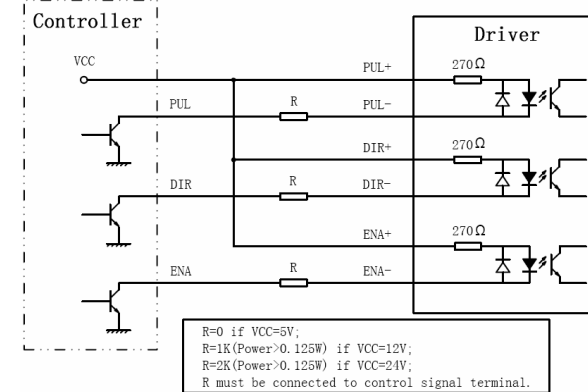 Controller
Driver
VCC
PUL+
270Ω
PUL
R
PUL-
DIR+
270Ω
DIR
R
DIR-
ENA+
270Ω
ENA
R
ENA-
R=0 if VCC=5V;
R=1K(Power>0.125W) if VCC=12V;
R=2K(Power>0.125W) if VCC=24V;
R must be connected to control signal terminal.